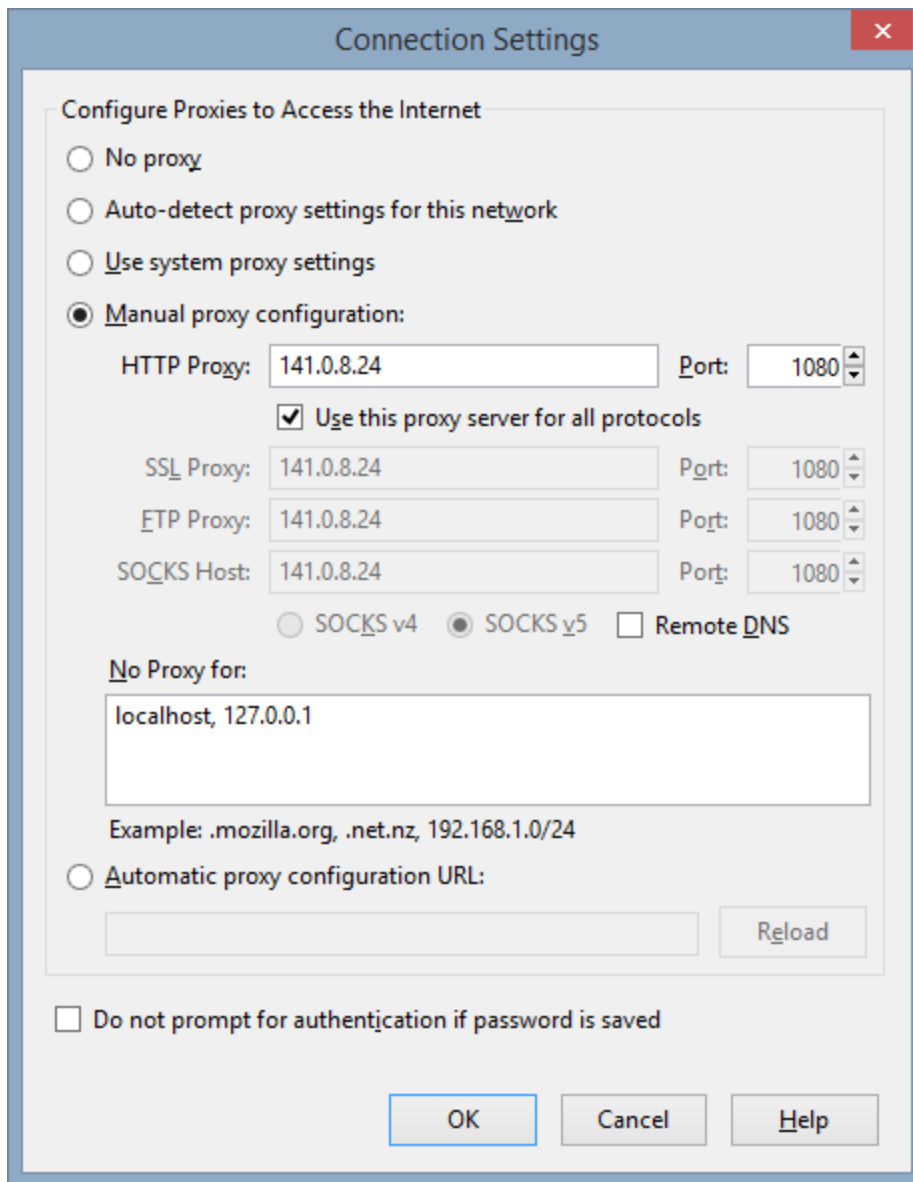 Connection Settings
Configure Proxies to Access the Internet
No proxy
Auto-detect proxy settings for this network
Use system proxy settings
Manual proxy configuration:
HTTP Proxy: 141.0.8.24 Port: 1080
Use this proxy server for all protocols
SSL Proxy: 141.0.8.24 Port: 1080
FTP Proxy: 141.0.8.24 Port: 1080
SOCKS Host: 141.0.8.24 Port: 1080
SOCKS v4 SOCKS v5 Remote DNS
No Proxy for:
localhost, 127.0.0.1
Example: .mozilla.org, .net.nz, 192.168.1.0/24
Automatic proxy configuration URL:
Reload
Do not prompt for authentication if password is saved
OK Cancel Help